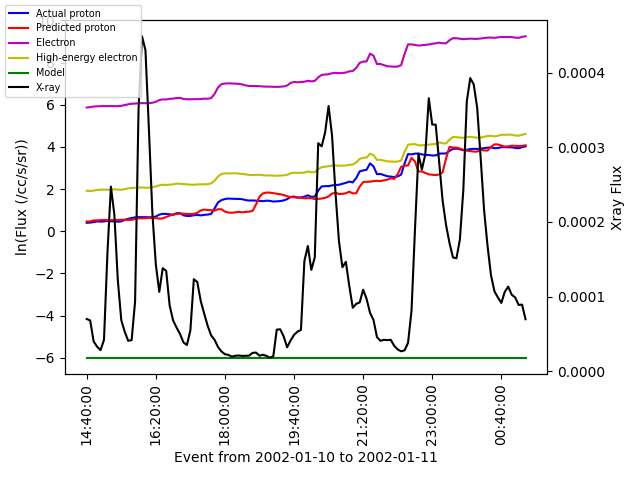 Actual proton
Predicted proton
Electron
High-energy electron
Model
X-ray
6
4
2
0
−2
−4
−6
ln(Flux (/cc/s/sr))
0.0004
0.0003
0.0002
0.0001
0.0000
Xray Flux
14:40:00
16:20:00
18:00:00
19:40:00
21:20:00
23:00:00
00:40:00
Event from 2002-01-10 to 2002-01-11